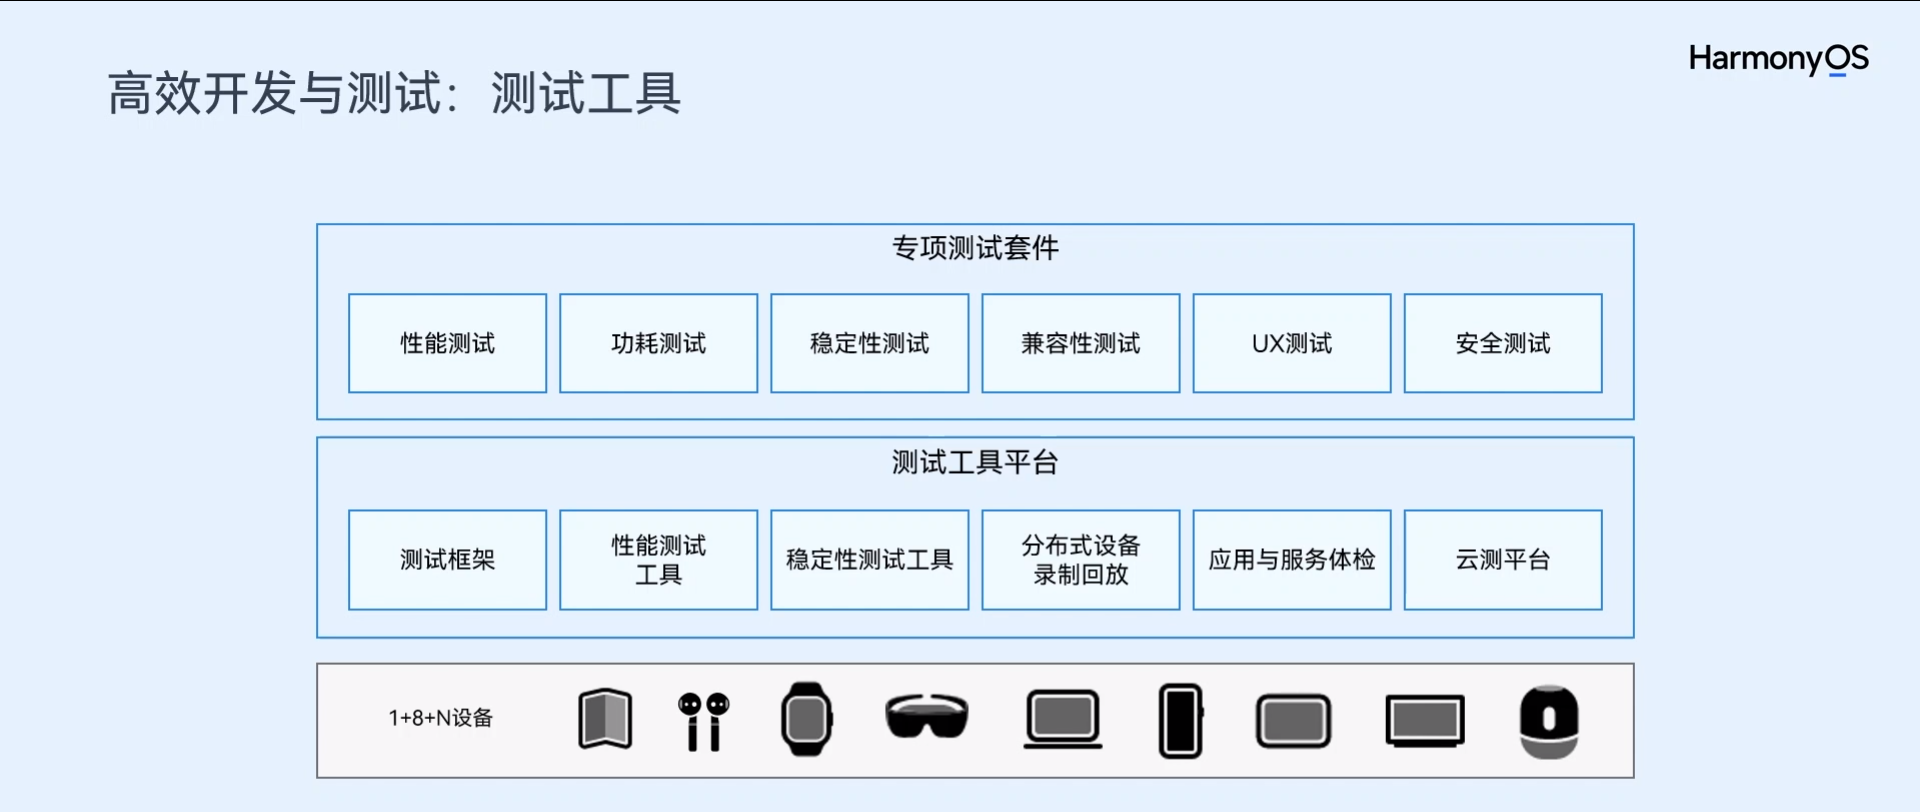 HarmonyOS
高效开发与测试：测试工具
专项测试套件
性能测试
功耗测试
稳定性测试
兼容性测试
UX测试
安全测试
测试工具平台
测试框架
性能测试
工具
稳定性测试工具
分布式设备
录制回放
应用与服务体检
云测平台
1+8+N设备